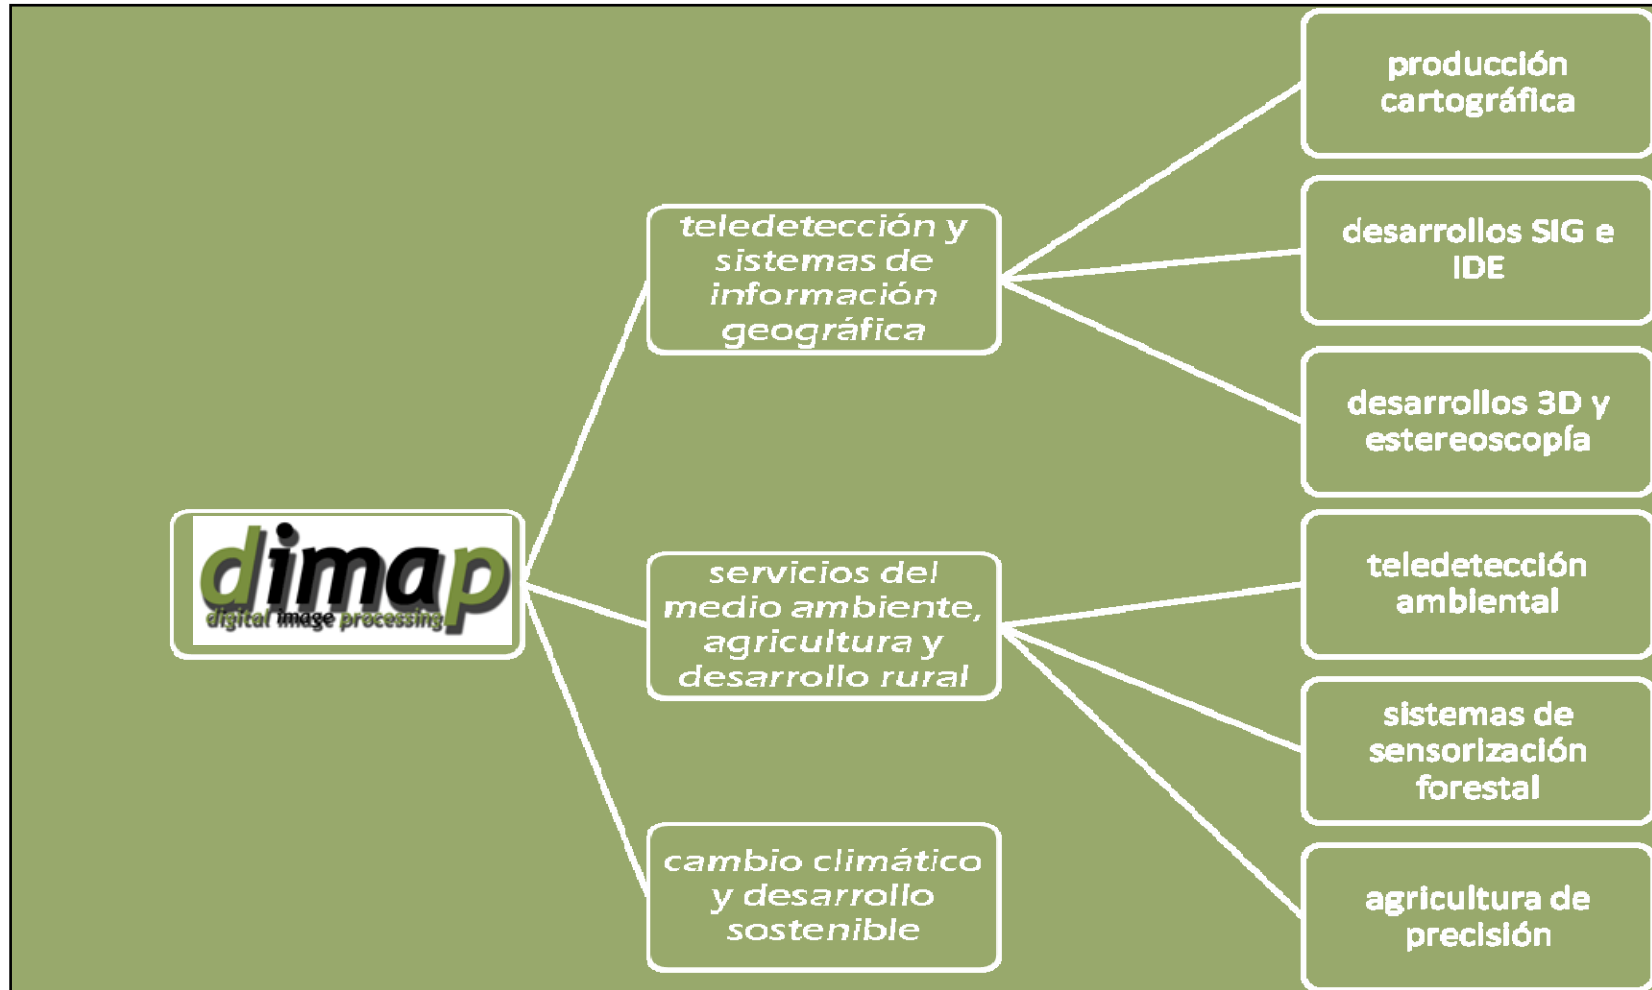 dimap
digital image processing
teledetección y
sistemas de
información
geográfica
servicios del
medio ambiente,
agricultura y
desarrollo rural
cambio climático
y desarrollo
sostenible
producción
cartográfica
desarrollos SIG e
IDE
desarrollos 3D y
estereoscopía
teledetección
ambiental
sistemas de
sensorización
forestal
agricultura de
precisión